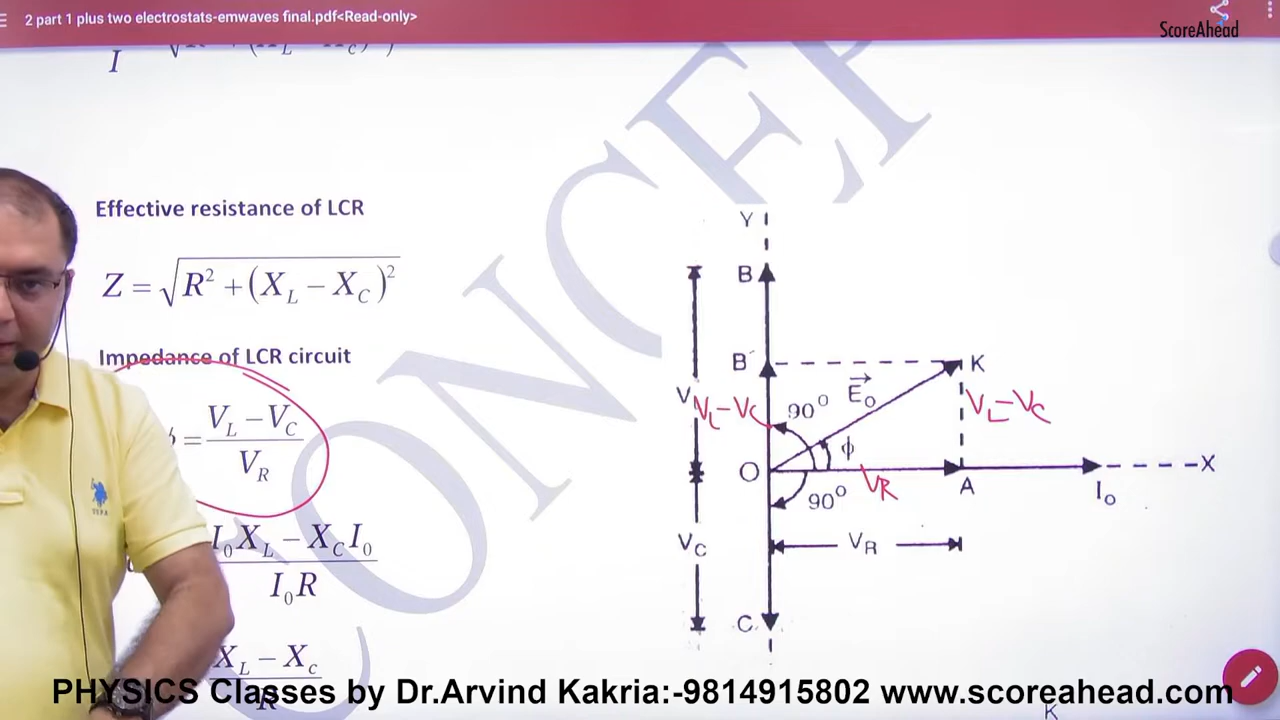 2 part 1 plus two electrostats-emwaves final.pdf<Read-only>
ScoreAhead
I
Effective resistance of LCR
Z = √R² + (X_L − X_C)²
Impedance of LCR circuit
= V_L − V_C / V_R
I₀X_L − X_C I₀ / I₀R
X_L − X_c / R
Y
B
B´
K
E₀
V_L − V_C
90°
V_L − V_C
ϕ
O
V_R
A
I₀
X
90°
V_C
V_R
C
CONCEP
USPA
PHYSICS Classes by Dr.Arvind Kakria:-9814915802 www.scoreahead.com
K